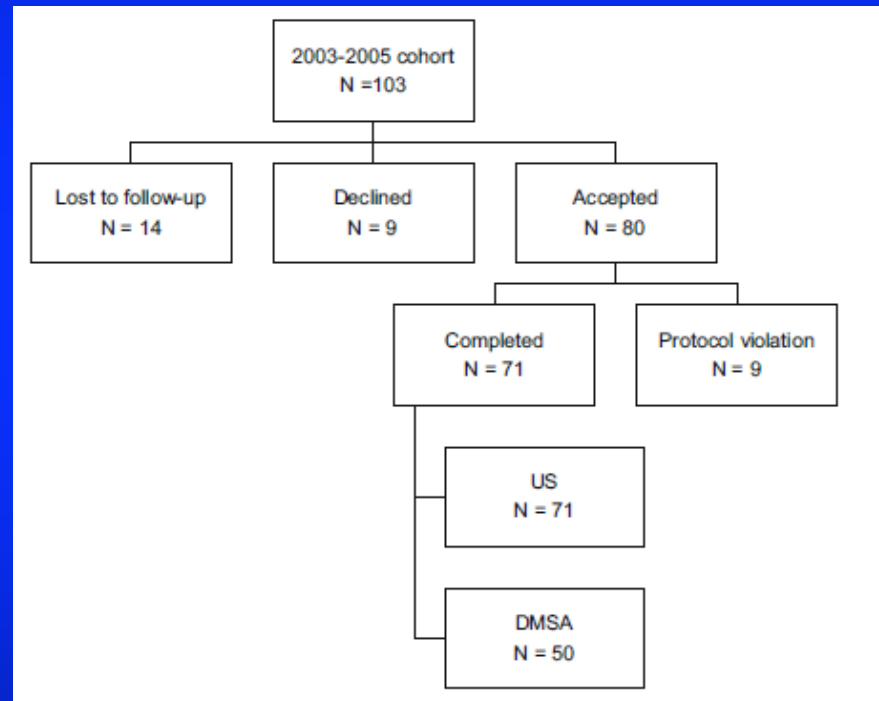 2003-2005 cohort
N =103
Lost to follow-up
N = 14
Declined
N = 9
Accepted
N = 80
Completed
N = 71
Protocol violation
N = 9
US
N = 71
DMSA
N = 50